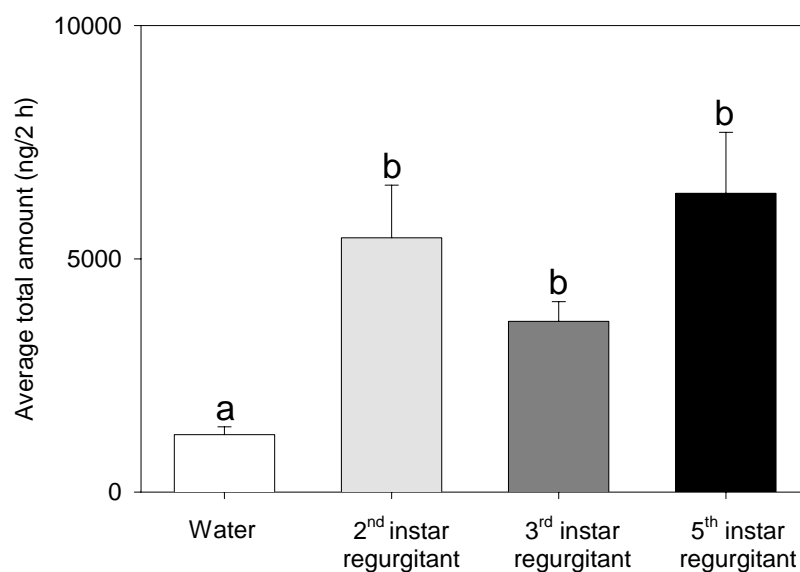 Average total amount (ng/2 h)
10000
5000
0
a
b
b
b
Water
2nd instar
regurgitant
3rd instar
regurgitant
5th instar
regurgitant